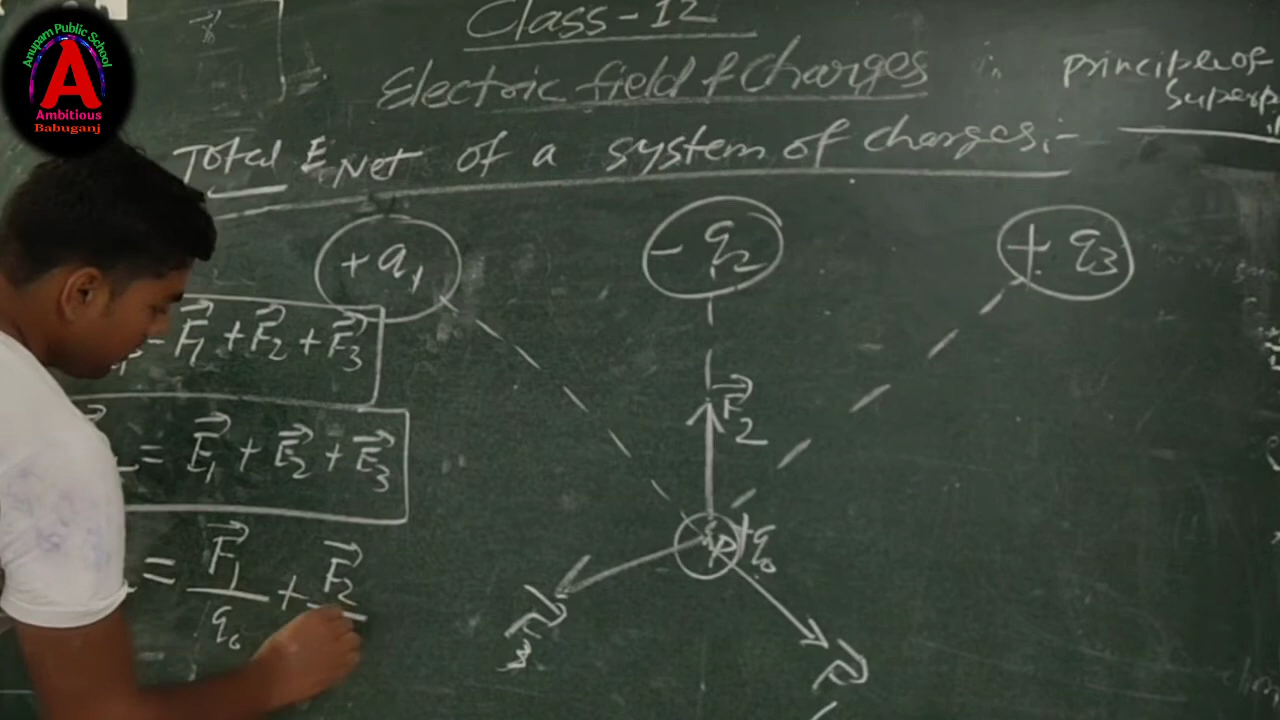 Anupam Public School
A
Ambitious
Babuganj
Class-12
Electric field of Charges
principle of
superp
Total E Net of a system of charges:-
+q1
- q2
+ q3
F1 + F2 + F3
= E1 + E2 + E3
= F1/q0 + F2
F2
+q0